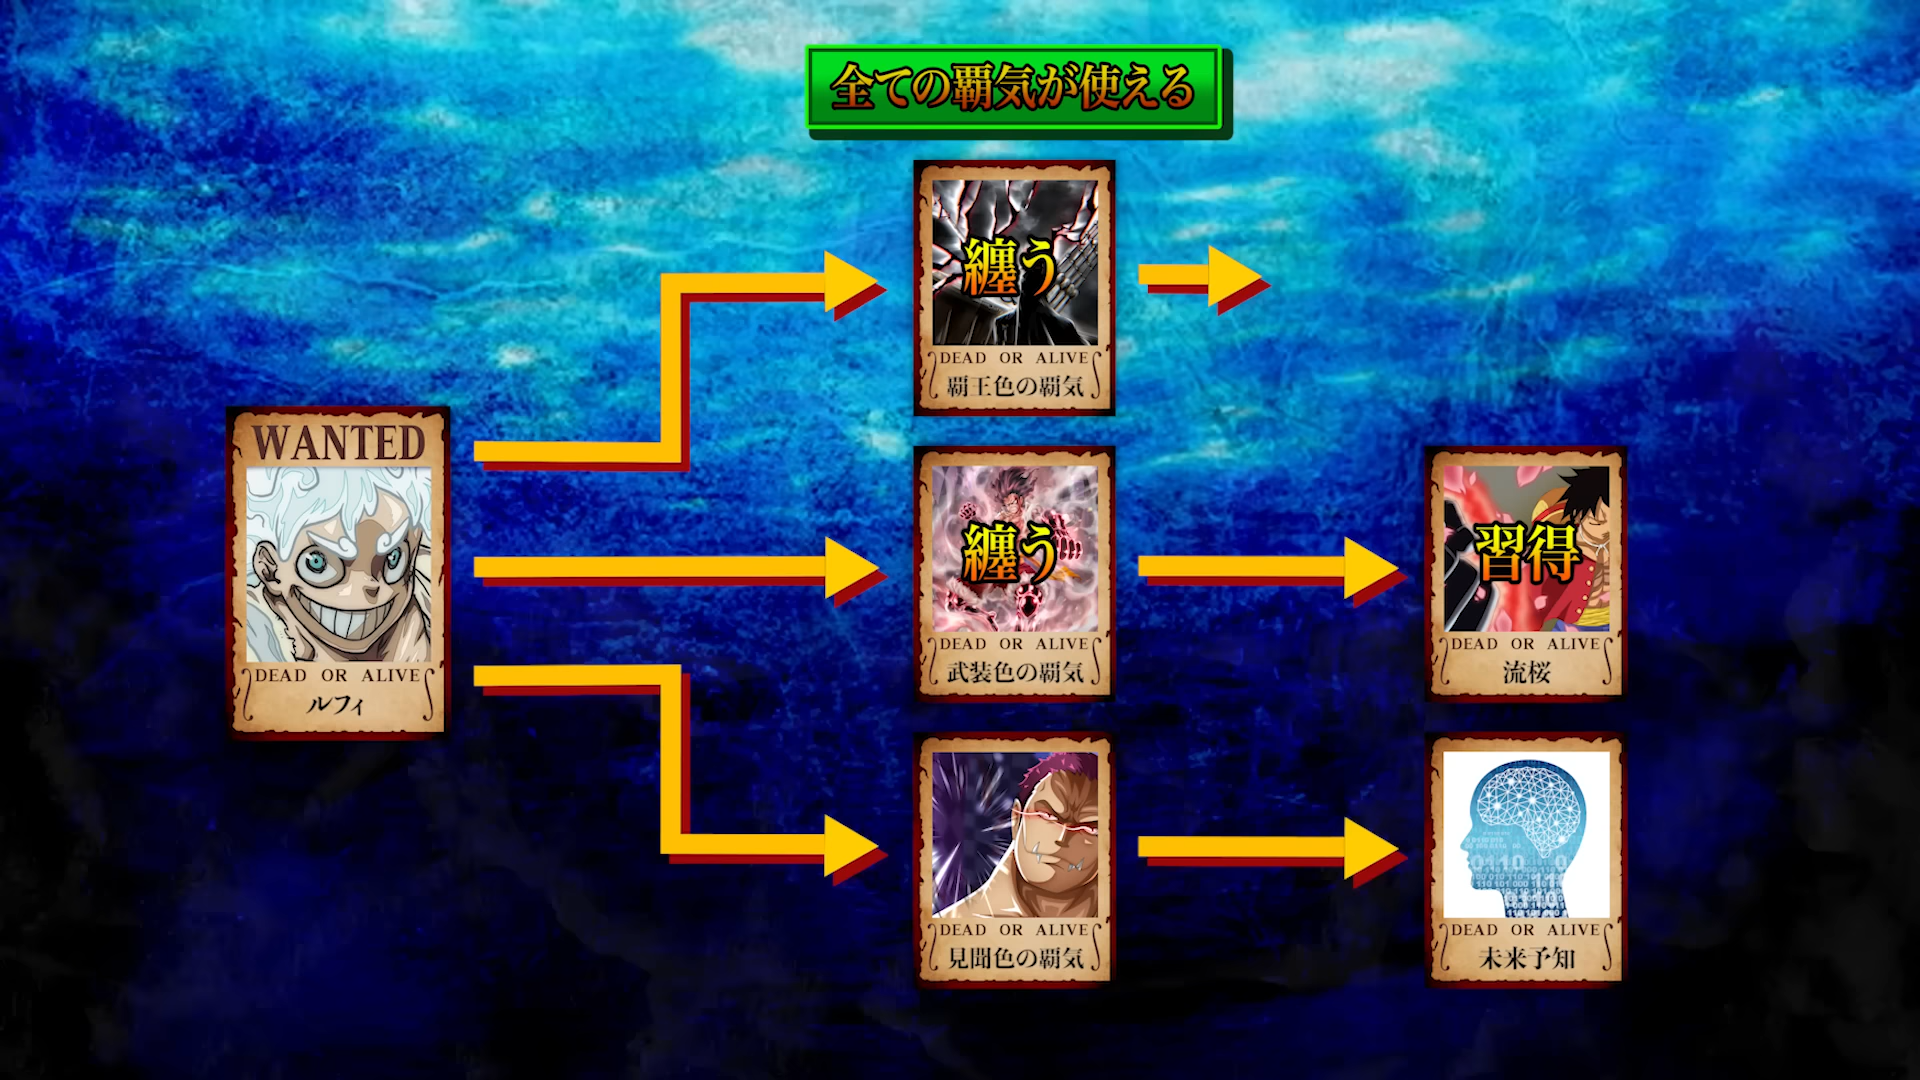 全ての覇気が使える
纏う
DEAD OR ALIVE
覇王色の覇気
WANTED
DEAD OR ALIVE
ルフィ
纏う
DEAD OR ALIVE
武装色の覇気
習得
DEAD OR ALIVE
流桜
DEAD OR ALIVE
見聞色の覇気
DEAD OR ALIVE
未来予知